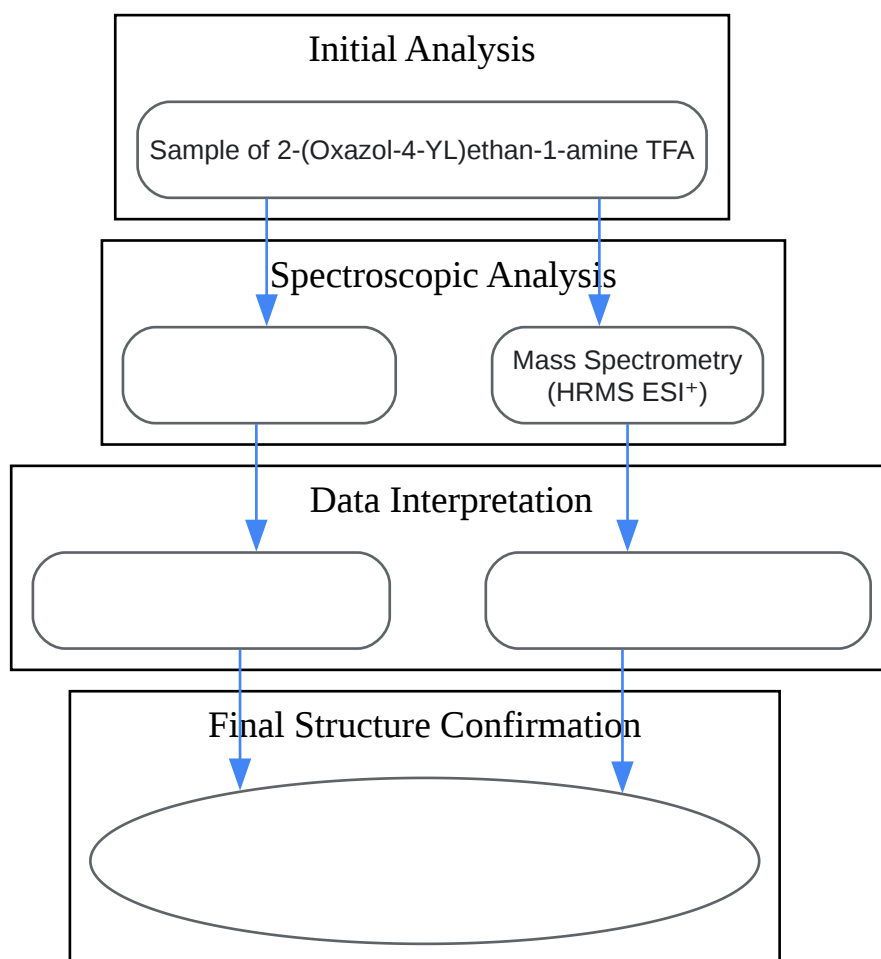 Initial Analysis
Sample of 2-(Oxazol-4-YL)ethan-1-amine TFA
Spectroscopic Analysis
Mass Spectrometry
(HRMS ESI⁺)
Data Interpretation
Final Structure Confirmation